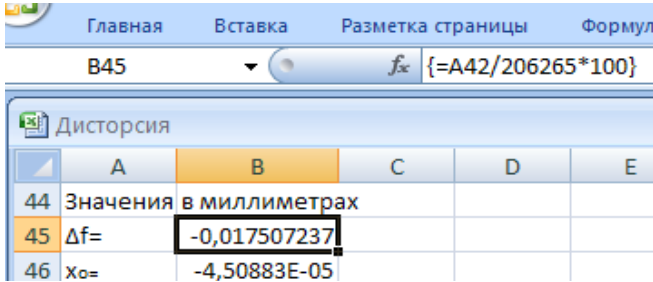 Главная Вставка Разметка страницы Формул
B45 fx {=A42/206265*100}
Дисторсия
A B C D E
44 Значения в миллиметрах
45 Δf= -0,017507237
46 Xo= -4,50883E-05